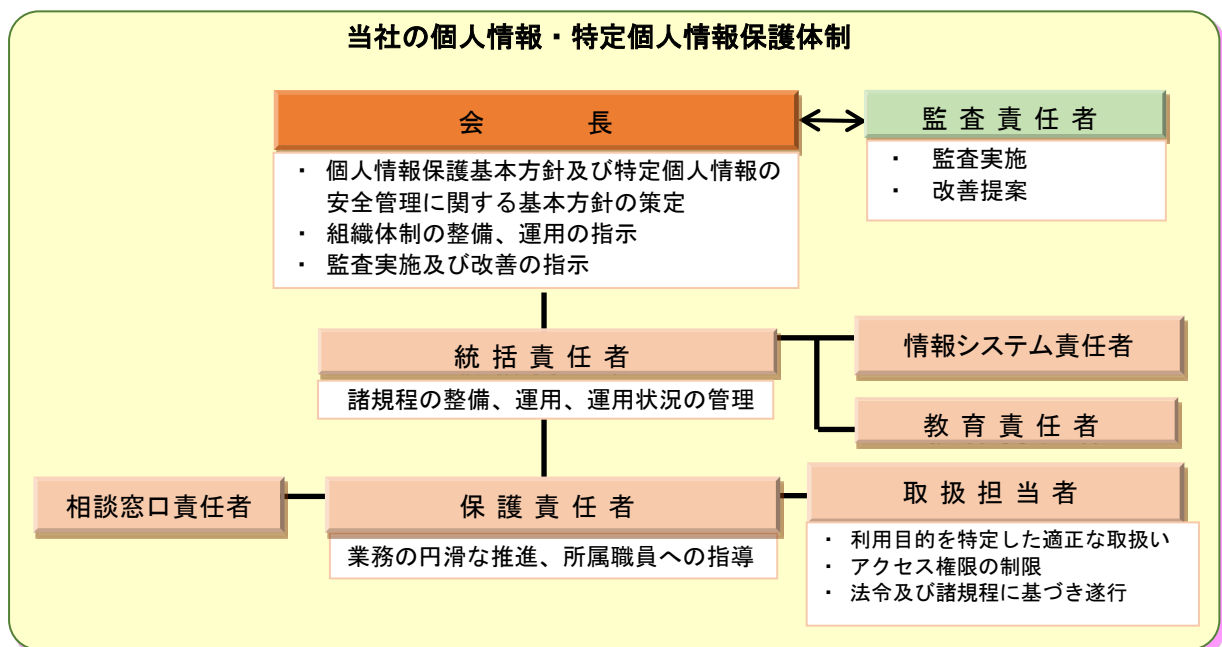 当社の個人情報・特定個人情報保護体制
会長
・ 個人情報保護基本方針及び特定個人情報の
安全管理に関する基本方針の策定
・ 組織体制の整備、運用の指示
・ 監査実施及び改善の指示
監査責任者
・ 監査実施
・ 改善提案
統括責任者
諸規程の整備、運用、運用状況の管理
情報システム責任者
教育責任者
相談窓口責任者
保護責任者
業務の円滑な推進、所属職員への指導
取扱担当者
・ 利用目的を特定した適正な取扱い
・ アクセス権限の制限
・ 法令及び諸規程に基づき遂行